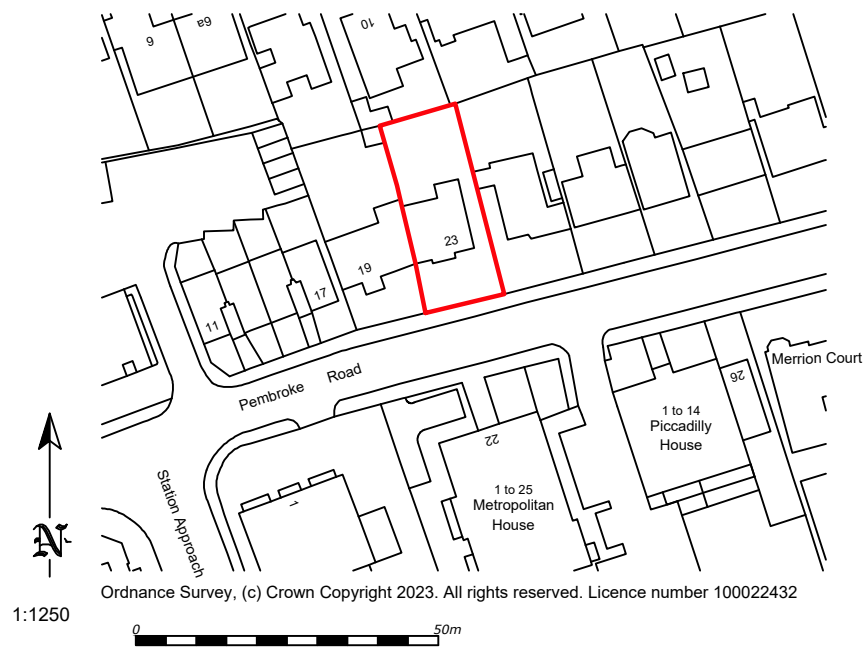 6
6a
10
23
19
17
11
Pembroke Road
26
Merrion Court
1 to 14
Piccadilly
House
22
1 to 25
Metropolitan
House
1
Station Approach
N
Ordnance Survey, (c) Crown Copyright 2023. All rights reserved. Licence number 100022432
1:1250
0 50m